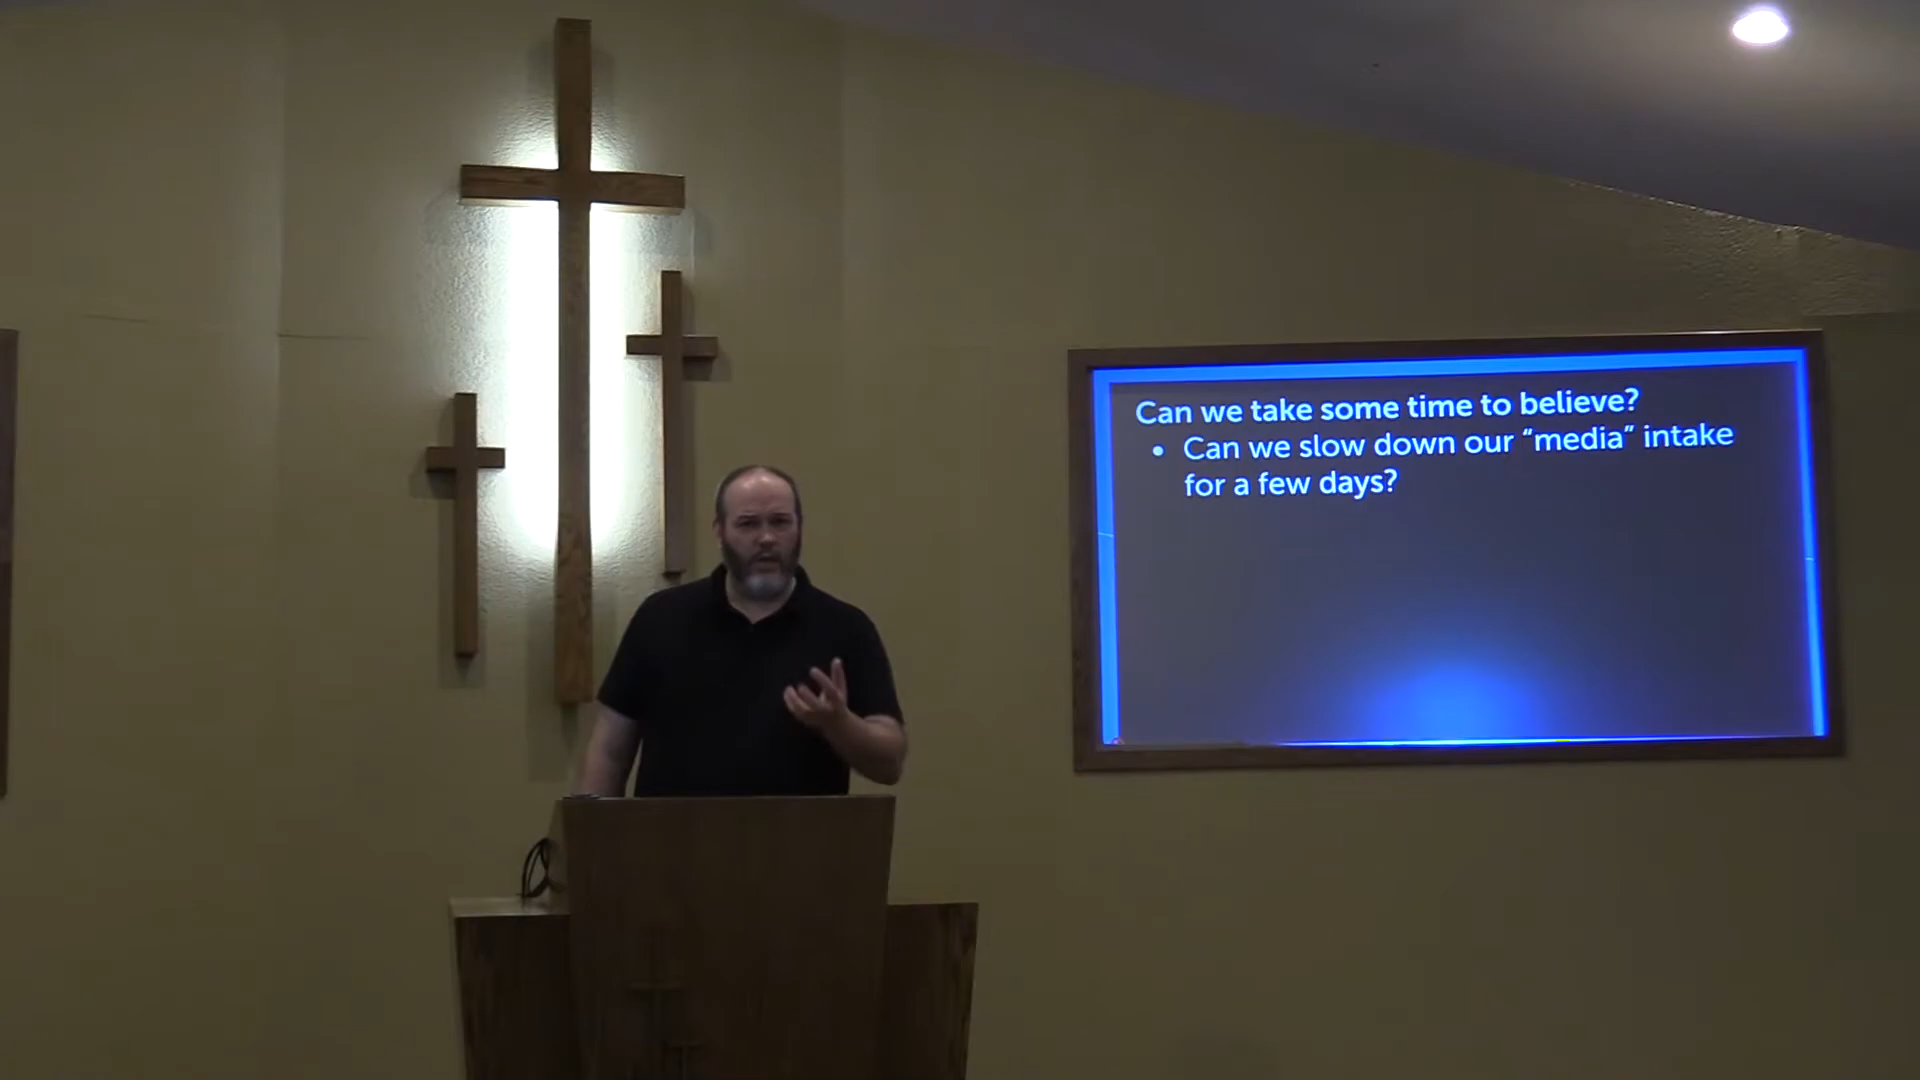 Can we take some time to believe?
• Can we slow down our “media” intake
for a few days?